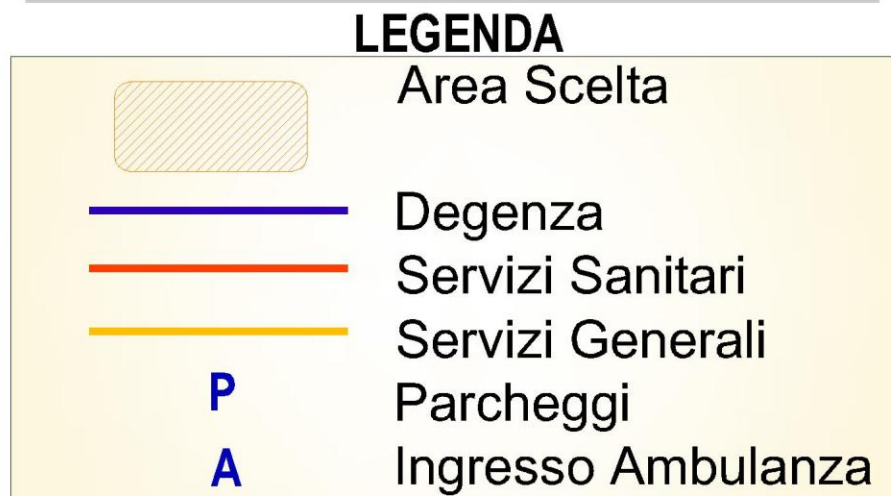 LEGENDA
Area Scelta
Degenza
Servizi Sanitari
Servizi Generali
P Parcheggi
A Ingresso Ambulanza